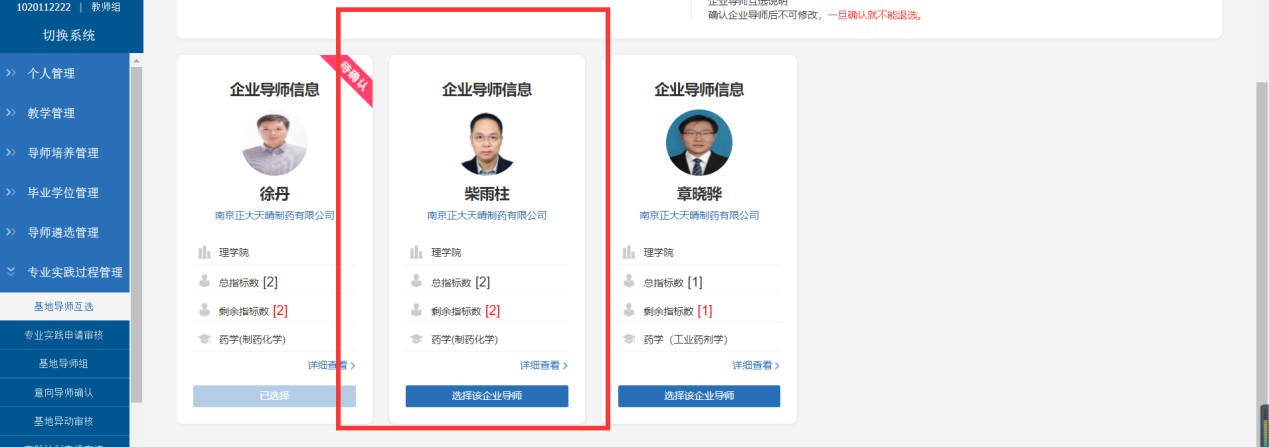 1020112222 | 教师组
切换系统
个人管理
教学管理
导师培养管理
毕业学位管理
导师遴选管理
专业实践过程管理
基地导师互选
专业实践申请审核
基地导师组
意向导师确认
基地异动审核
企业导师互选说明
确认企业导师后不可修改，一旦确认就不能退选。
待确认
企业导师信息
徐丹
南京正大天晴制药有限公司
理学院
总指标数 [2]
剩余指标数 [2]
药学(制药化学)
详细查看
已选择
企业导师信息
柴雨柱
南京正大天晴制药有限公司
理学院
总指标数 [2]
剩余指标数 [2]
药学(制药化学)
详细查看
选择该企业导师
企业导师信息
章晓骅
南京正大天晴制药有限公司
理学院
总指标数 [1]
剩余指标数 [1]
药学（工业药剂学）
详细查看
选择该企业导师